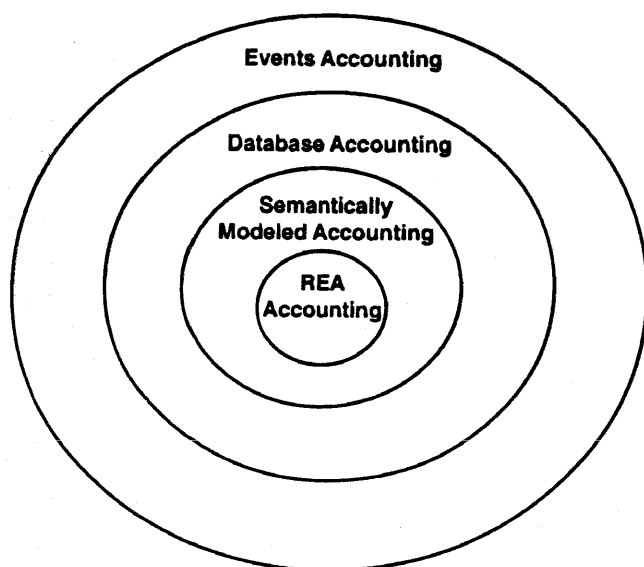 Events Accounting
Database Accounting
Semantically
Modeled Accounting
REA
Accounting